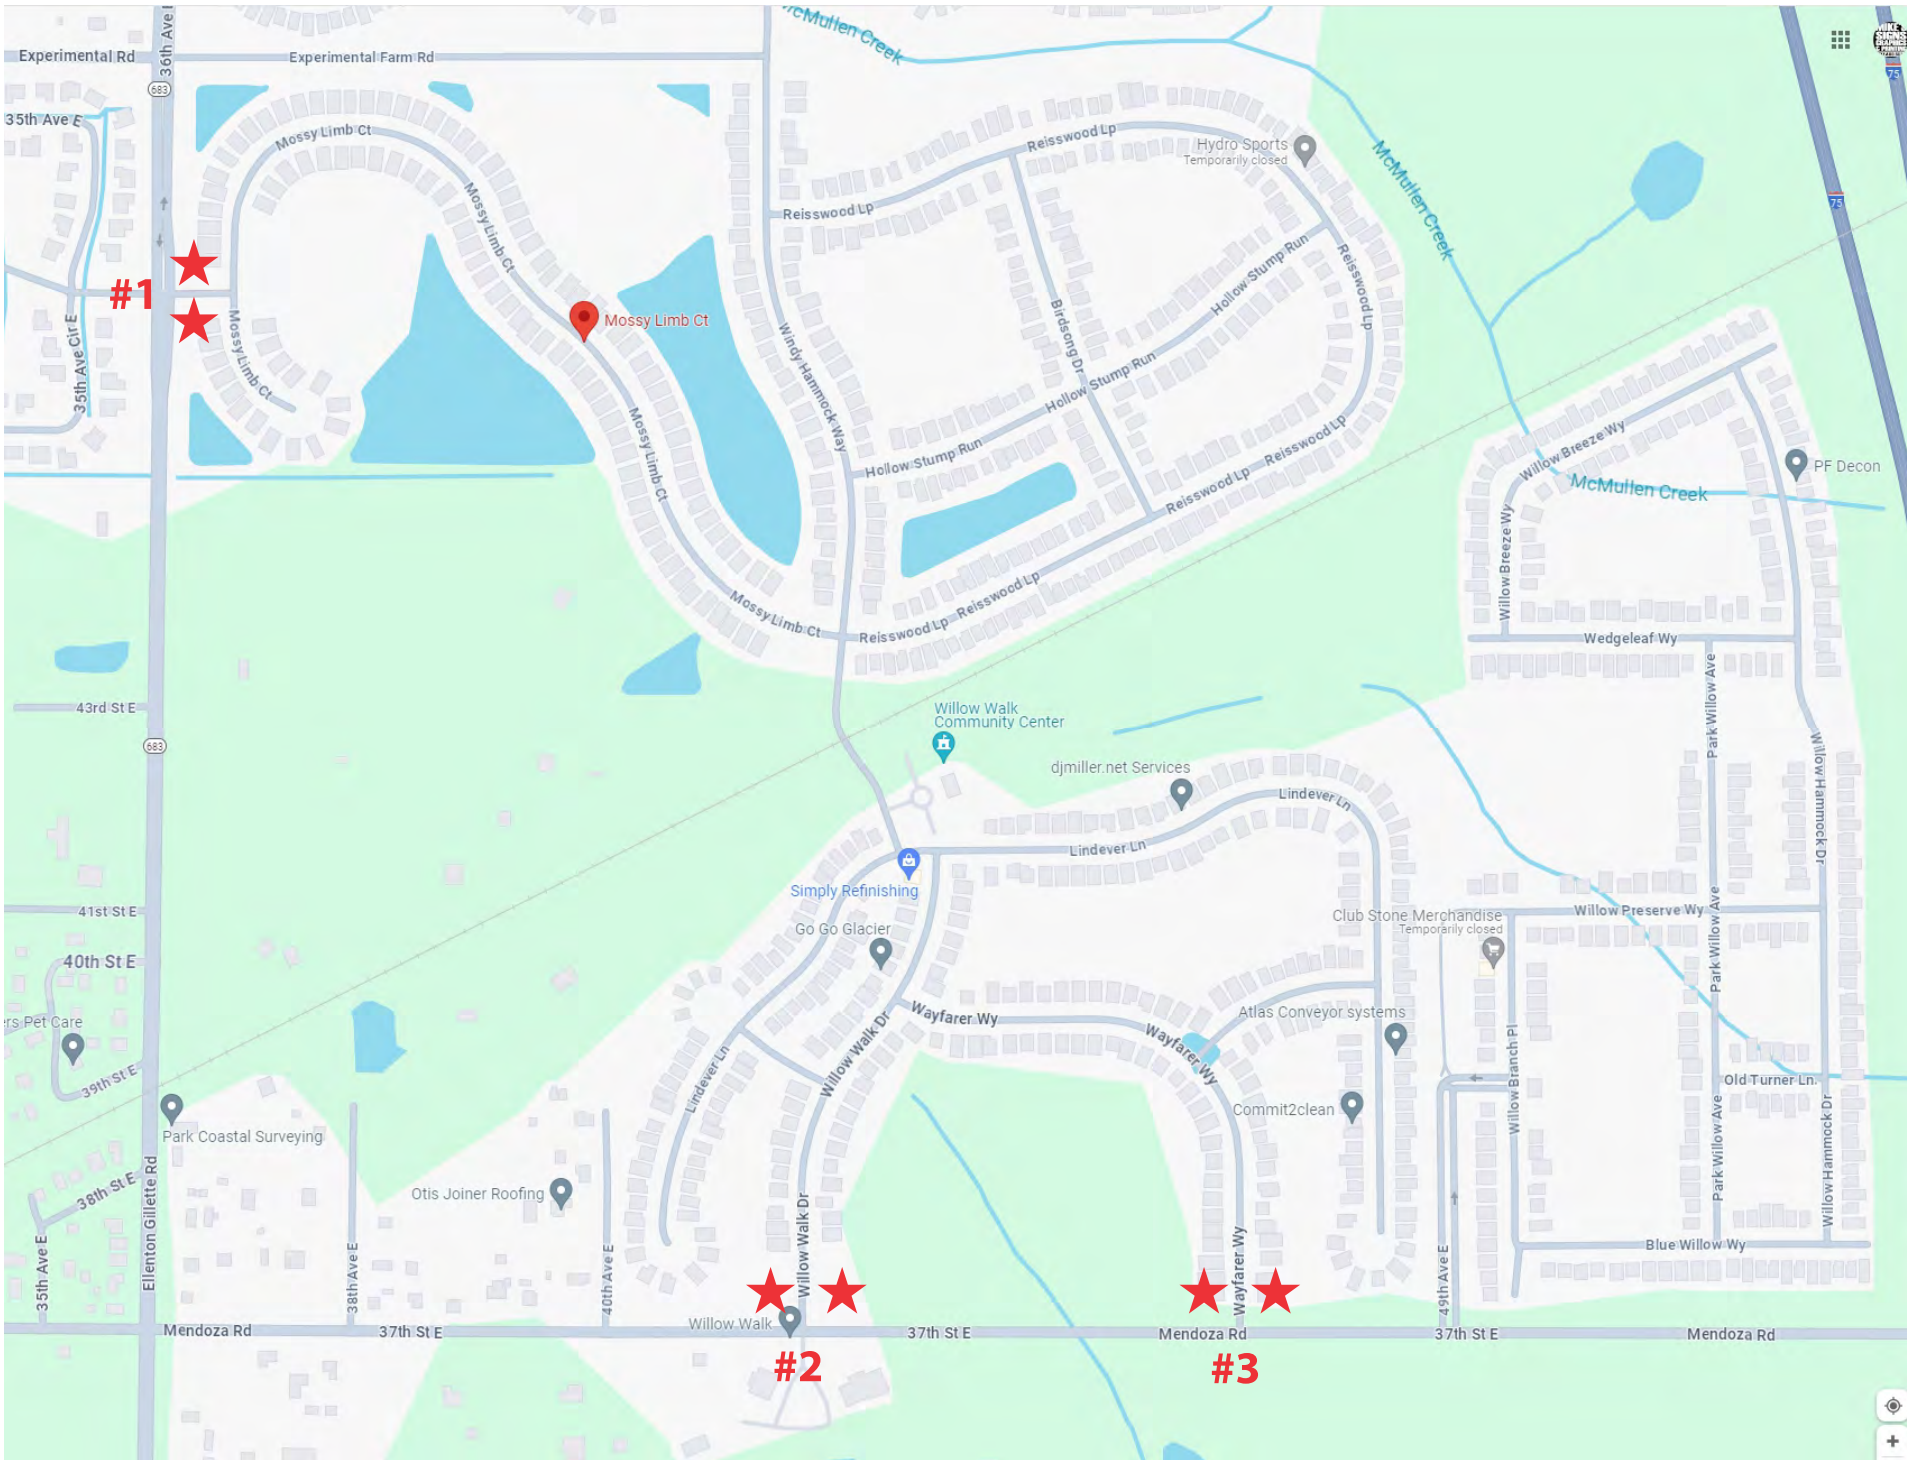 McMullen Creek
36th Ave
Experimental Rd
Experimental Farm Rd
MIKE
SIGNS
75
683
35th Ave E
Mossy Limb Ct
Reisswood Lp
Hydro Sports
Temporarily closed
McMullen Creek
Mossy Limb Ct
75
Reisswood Lp
Hollow Stump Run
Reisswood Lp
#1
Mossy Limb Ct
Mossy Limb Ct
Birdsong Dr
Windy Hammock Way
35th Ave Cir E
Hollow Stump Run
Mossy Limb Ct
Hollow Stump Run
Reisswood Lp
Reisswood Lp
Willow Breeze Wy
PF Decon
McMullen Creek
Willow Breeze Wy
Reisswood Lp
Mossy Limb Ct
Reisswood Lp
Wedgeleaf Wy
43rd St E
683
Willow Walk
Community Center
Park Willow Ave
Willow Hammock Dr
djmiller.net Services
Lindever Ln
Lindever Ln
Simply Refinishing
41st St E
Go Go Glacier
Club Stone Merchandise
Temporarily closed
Willow Preserve Wy
Park Willow Ave
40th St E
ers Pet Care
Wayfarer Wy
Atlas Conveyor systems
Wayfarer Wy
39th St E
Lindever Ln
Willow Walk Dr
Willow Branch Pl
Old Turner Ln
Commit2clean
Park Coastal Surveying
Park Willow Ave
Willow Hammock Dr
38th St E
Otis Joiner Roofing
Ellenton Gillette Rd
35th Ave E
38th Ave E
40th Ave E
Willow Walk Dr
Wayfarer Wy
49th Ave E
Blue Willow Wy
Willow Walk
Mendoza Rd
37th St E
37th St E
Mendoza Rd
37th St E
Mendoza Rd
#2
#3